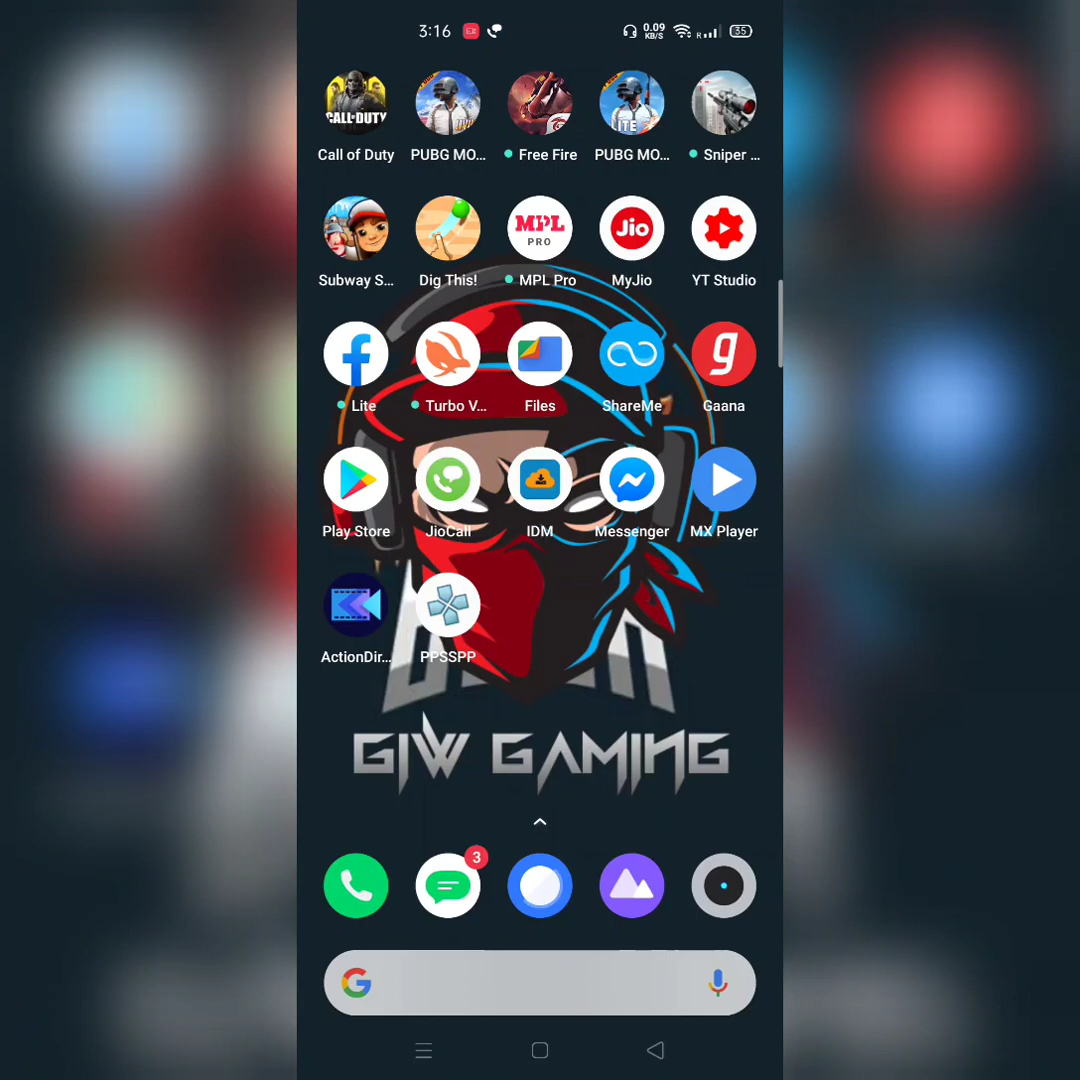 3:16 EX 0.09 KB/S R 35
CALL·DUTY LITE
Call of Duty PUBG MO... Free Fire PUBG MO... Sniper ...
MPL PRO Jio
Subway S... Dig This! MPL Pro MyJio YT Studio
f g
Lite Turbo V... Files ShareMe Gaana
Play Store JioCall IDM Messenger MX Player
ActionDir... PPSSPP
GJW GAMING
3
G